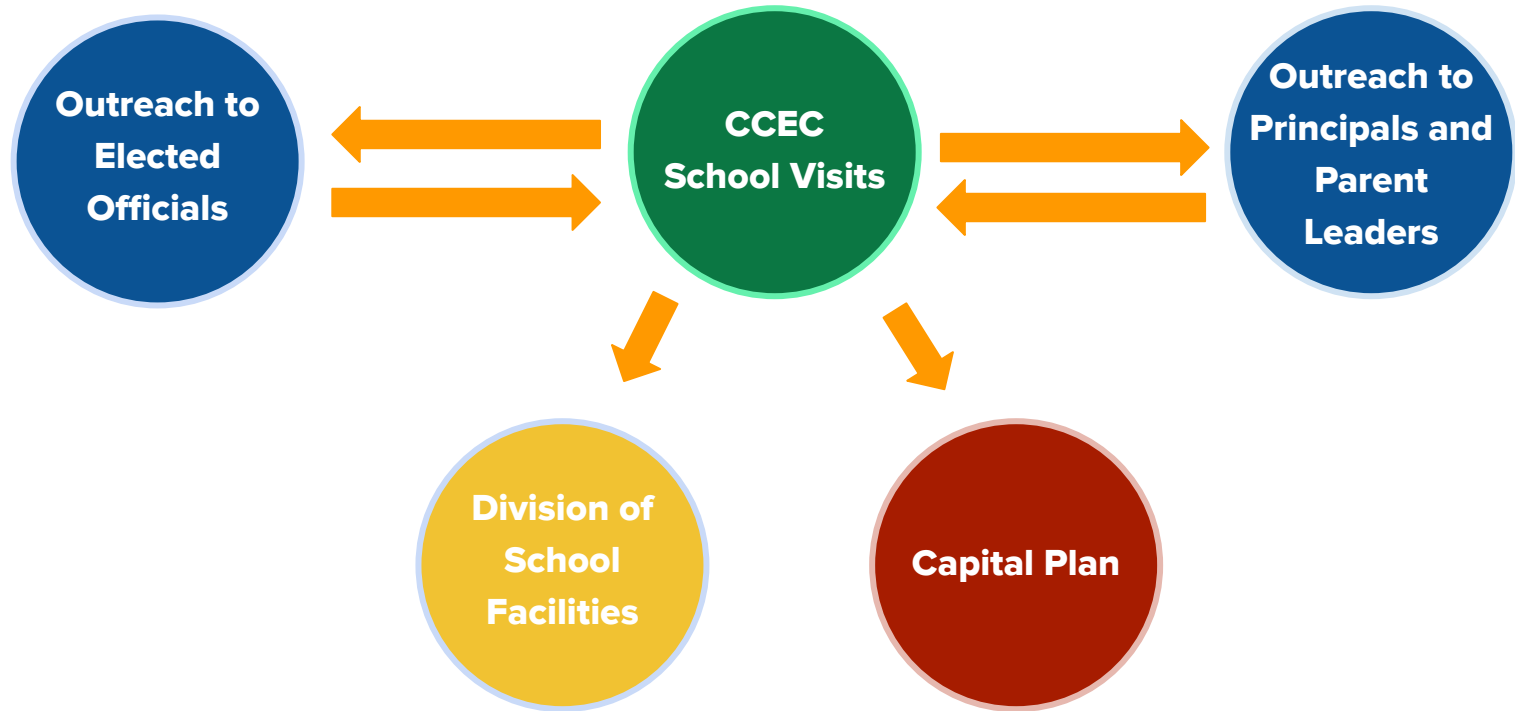 Outreach to
Elected
Officials
CCEC
School Visits
Outreach to
Principals and
Parent
Leaders
Division of
School
Facilities
Capital Plan